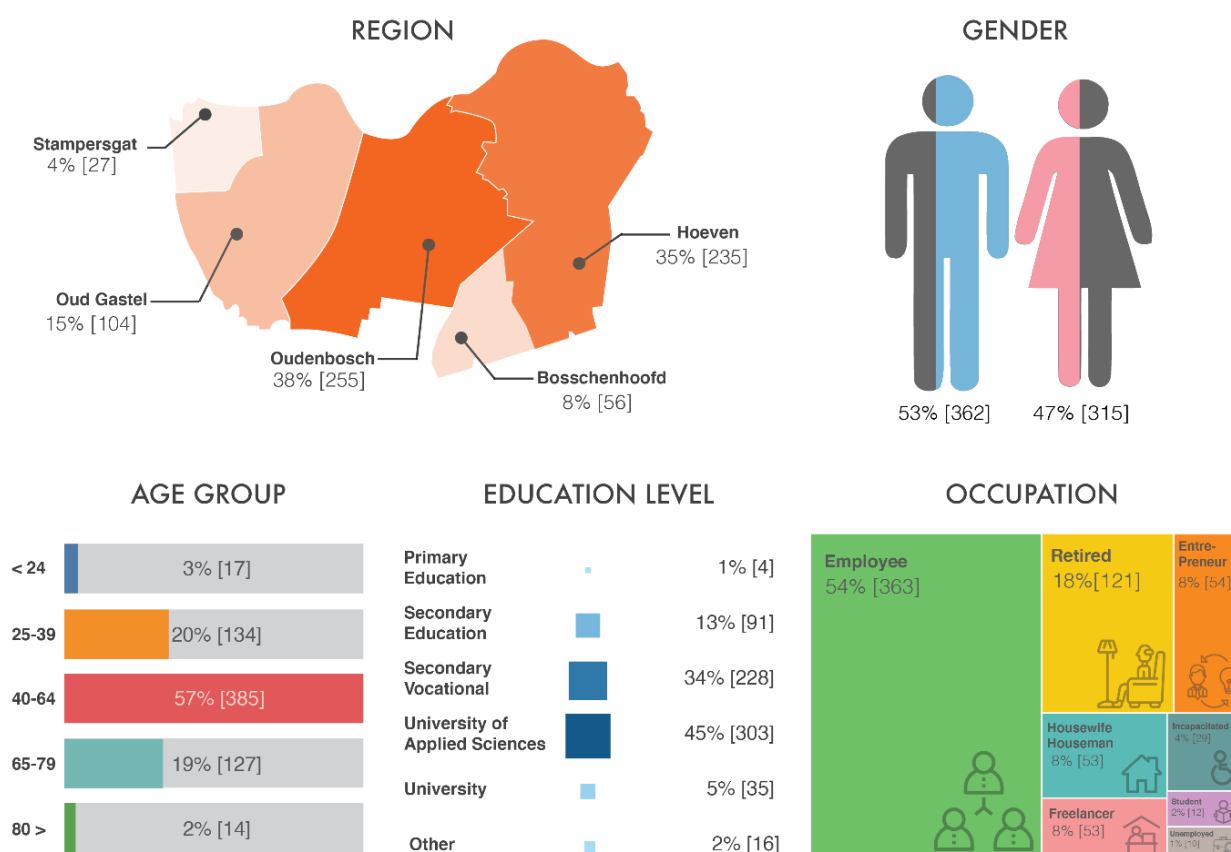 REGION
Stampersgat
4% [27]
Oud Gastel
15% [104]
Oudenbosch
38% [255]
Bosschenhoofd
8% [56]
Hoeven
35% [235]
GENDER
53% [362]
47% [315]
AGE GROUP
< 24
3% [17]
25-39
20% [134]
40-64
57% [385]
65-79
19% [127]
80 >
2% [14]
EDUCATION LEVEL
Primary
Education
1% [4]
Secondary
Education
13% [91]
Secondary
Vocational
34% [228]
University of
Applied Sciences
45% [303]
University
5% [35]
Other
2% [16]
OCCUPATION
Employee
54% [363]
Retired
18%[121]
Entre-
Preneur
8% [54]
Housewife
Houseman
8% [53]
Incapacitated
4% [29]
Freelancer
8% [53]
Student
2% [12]
Unemployed
1% [10]